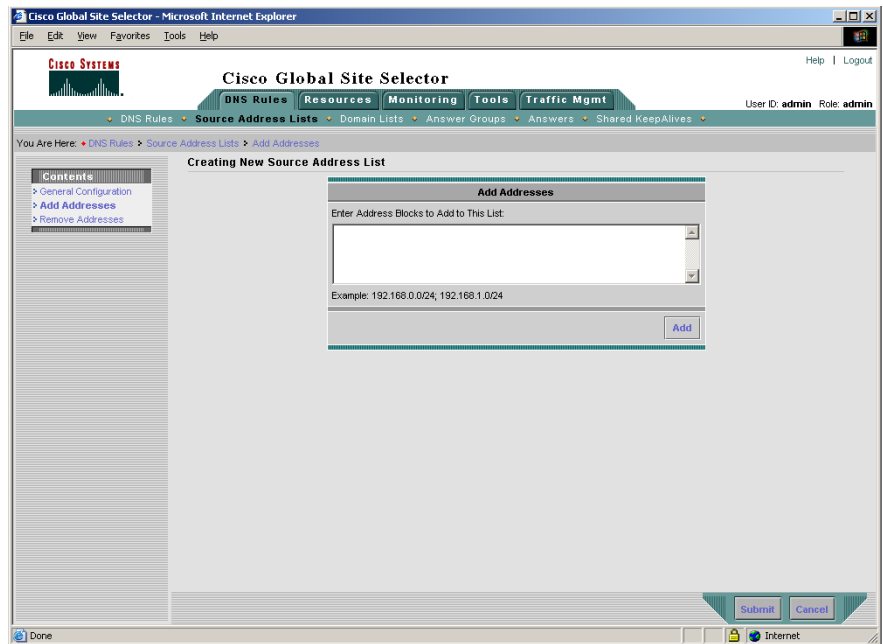 Cisco Global Site Selector - Microsoft Internet Explorer
File Edit View Favorites Tools Help
Help | Logout
CISCO SYSTEMS
Cisco Global Site Selector
DNS Rules Resources Monitoring Tools Traffic Mgmt
User ID: admin Role: admin
DNS Rules Source Address Lists Domain Lists Answer Groups Answers Shared KeepAlives
You Are Here: DNS Rules Source Address Lists Add Addresses
Creating New Source Address List
Contents
General Configuration
Add Addresses
Remove Addresses
Add Addresses
Enter Address Blocks to Add to This List:
Example: 192.168.0.0/24; 192.168.1.0/24
Add
Submit Cancel
Done Internet